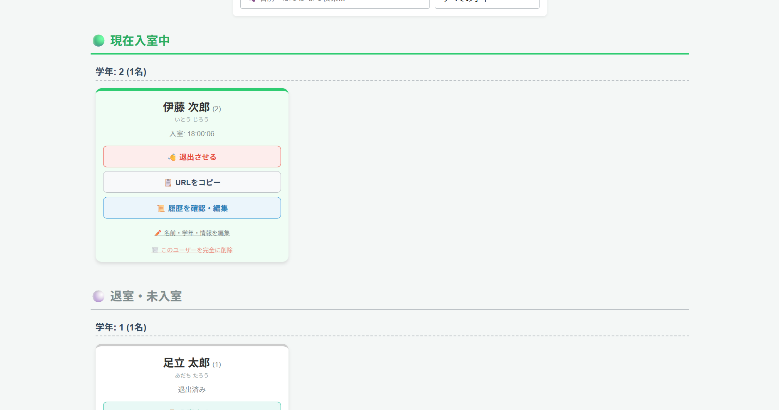 現在入室中
学年: 2 (1名)
伊藤 次郎 (2)
いとう じろう
入室: 18:00:06
退出させる
URLをコピー
履歴を確認・編集
名前・学年・情報を編集
このユーザーを完全に削除
退室・未入室
学年: 1 (1名)
足立 太郎 (1)
あだち たろう
退出済み